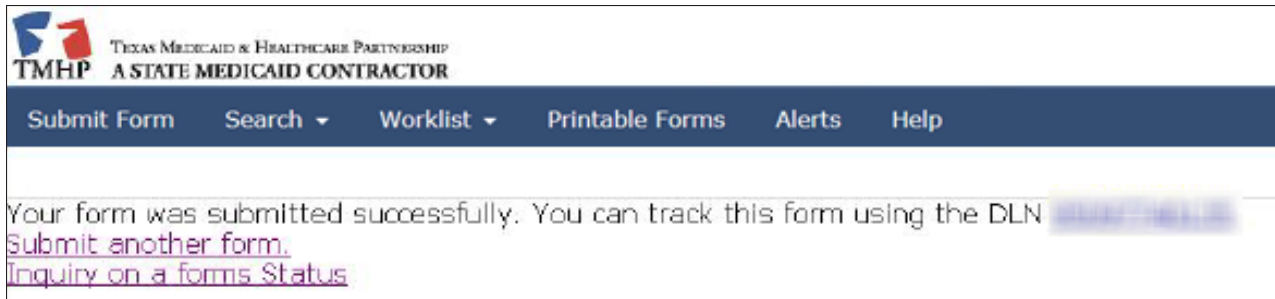 TEXAS MEDICAID & HEALTHCARE PARTNERSHIP
TMHP A STATE MEDICAID CONTRACTOR
Submit Form Search Worklist Printable Forms Alerts Help
Your form was submitted successfully. You can track this form using the DLN
Submit another form.
Inquiry on a forms Status